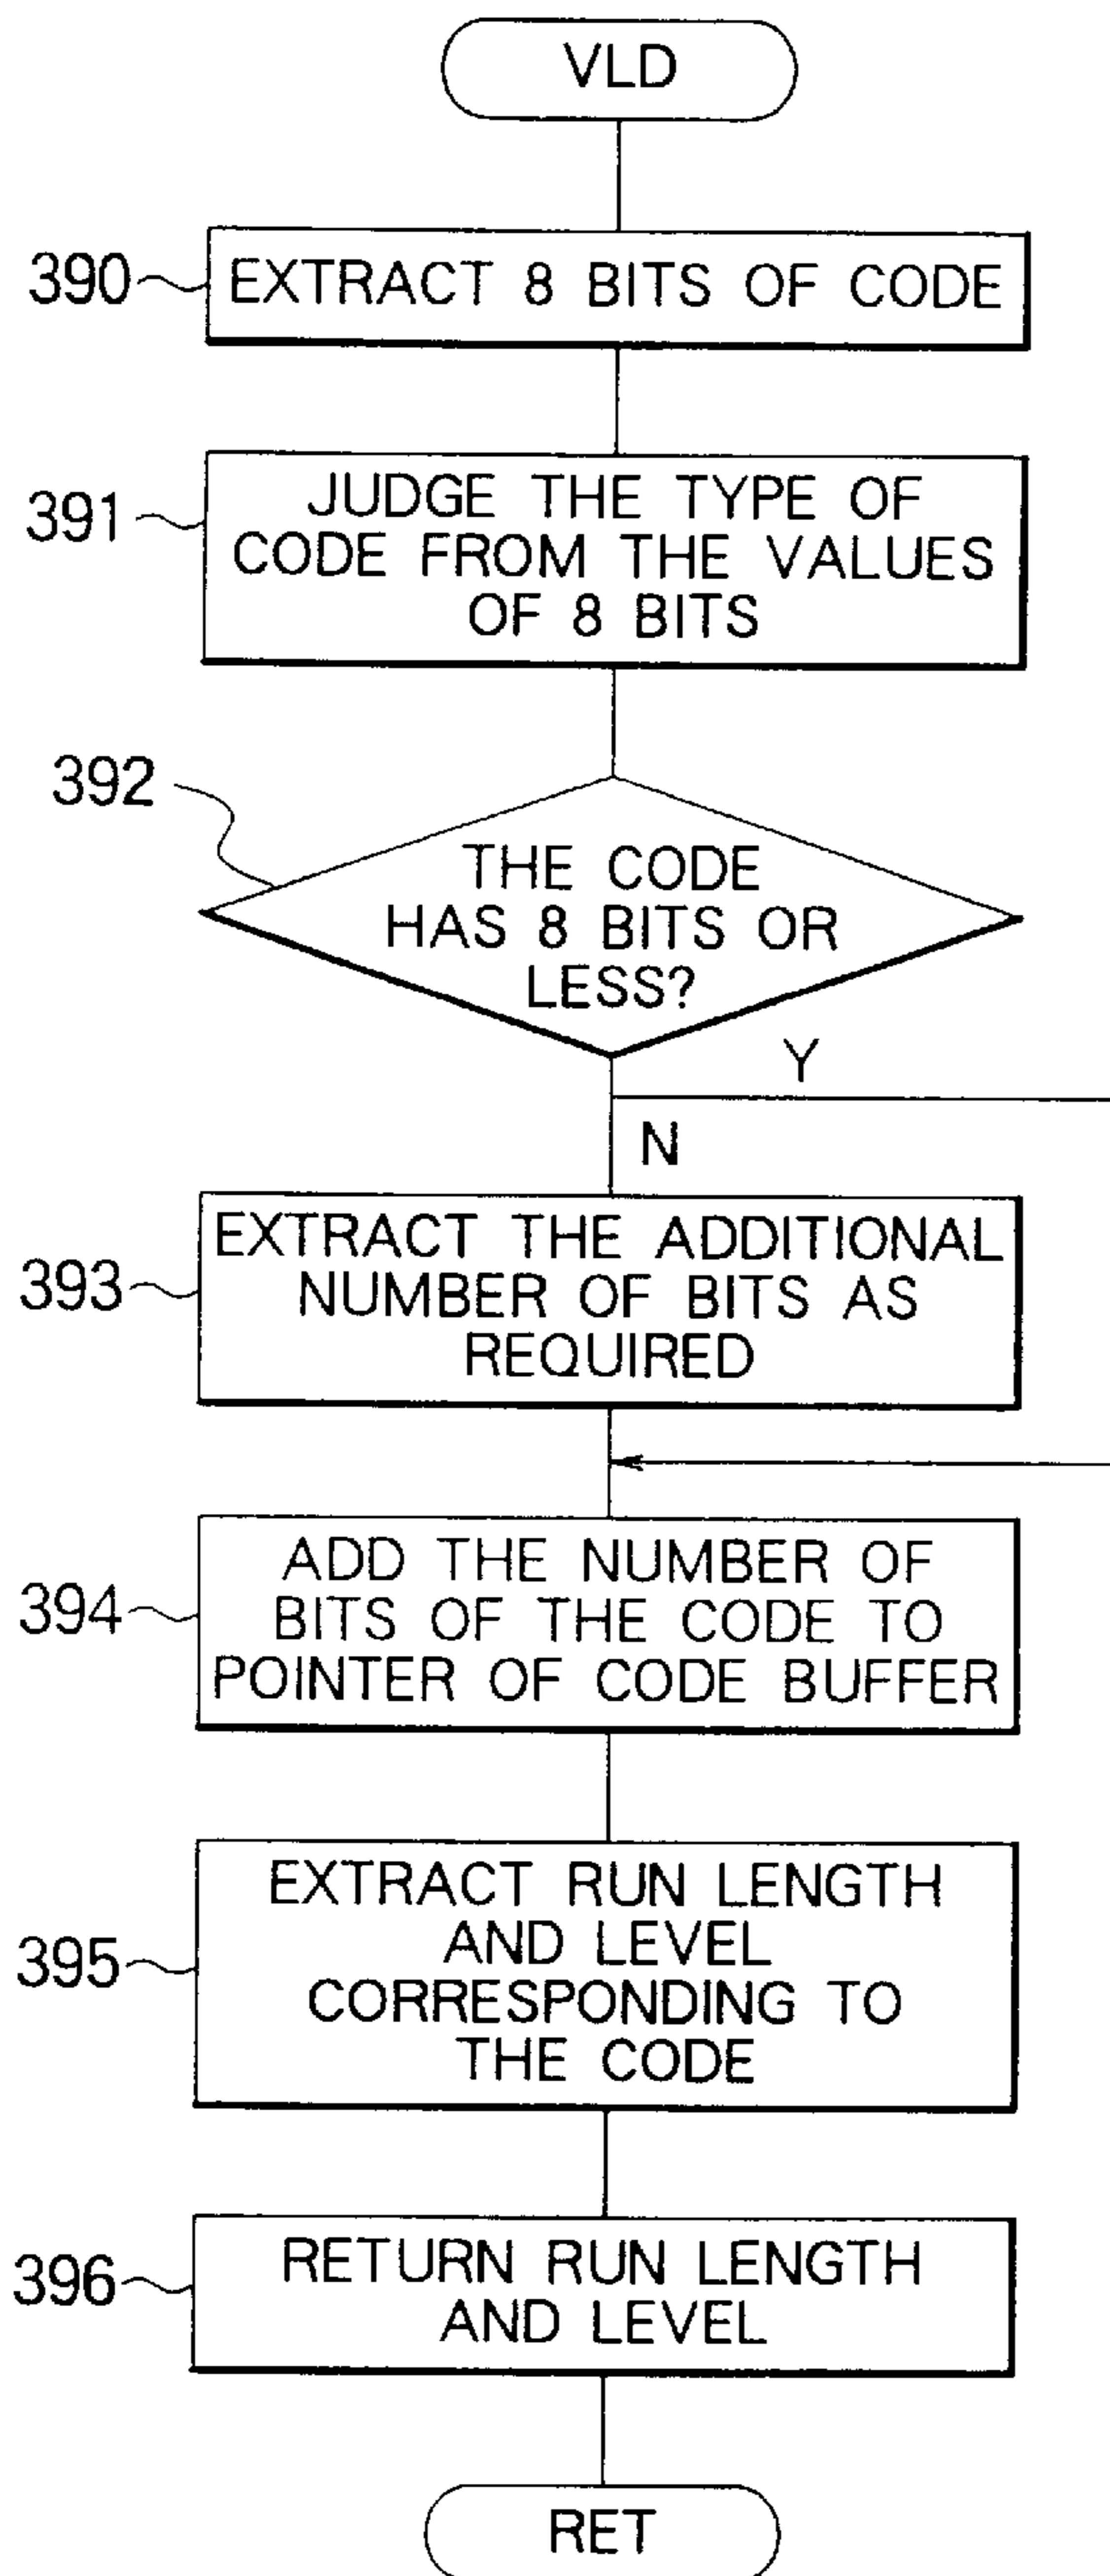 VLD
390
EXTRACT 8 BITS OF CODE
391
JUDGE THE TYPE OF
CODE FROM THE VALUES
OF 8 BITS
392
THE CODE
HAS 8 BITS OR
LESS?
Y
N
393
EXTRACT THE ADDITIONAL
NUMBER OF BITS AS
REQUIRED
394
ADD THE NUMBER OF
BITS OF THE CODE TO
POINTER OF CODE BUFFER
395
EXTRACT RUN LENGTH
AND LEVEL
CORRESPONDING TO
THE CODE
396
RETURN RUN LENGTH
AND LEVEL
RET